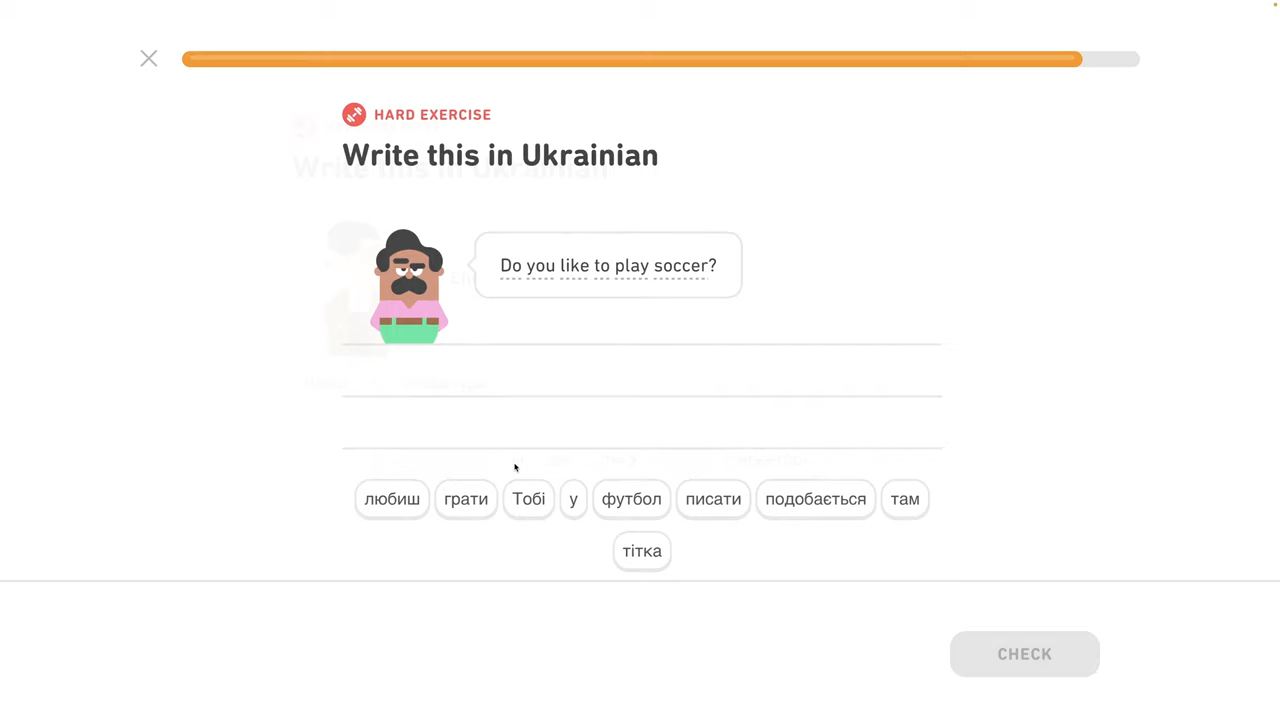 HARD EXERCISE
Write this in Ukrainian
Do you like to play soccer?
любиш грати Тобі у футбол писати подобається там
тітка
CHECK